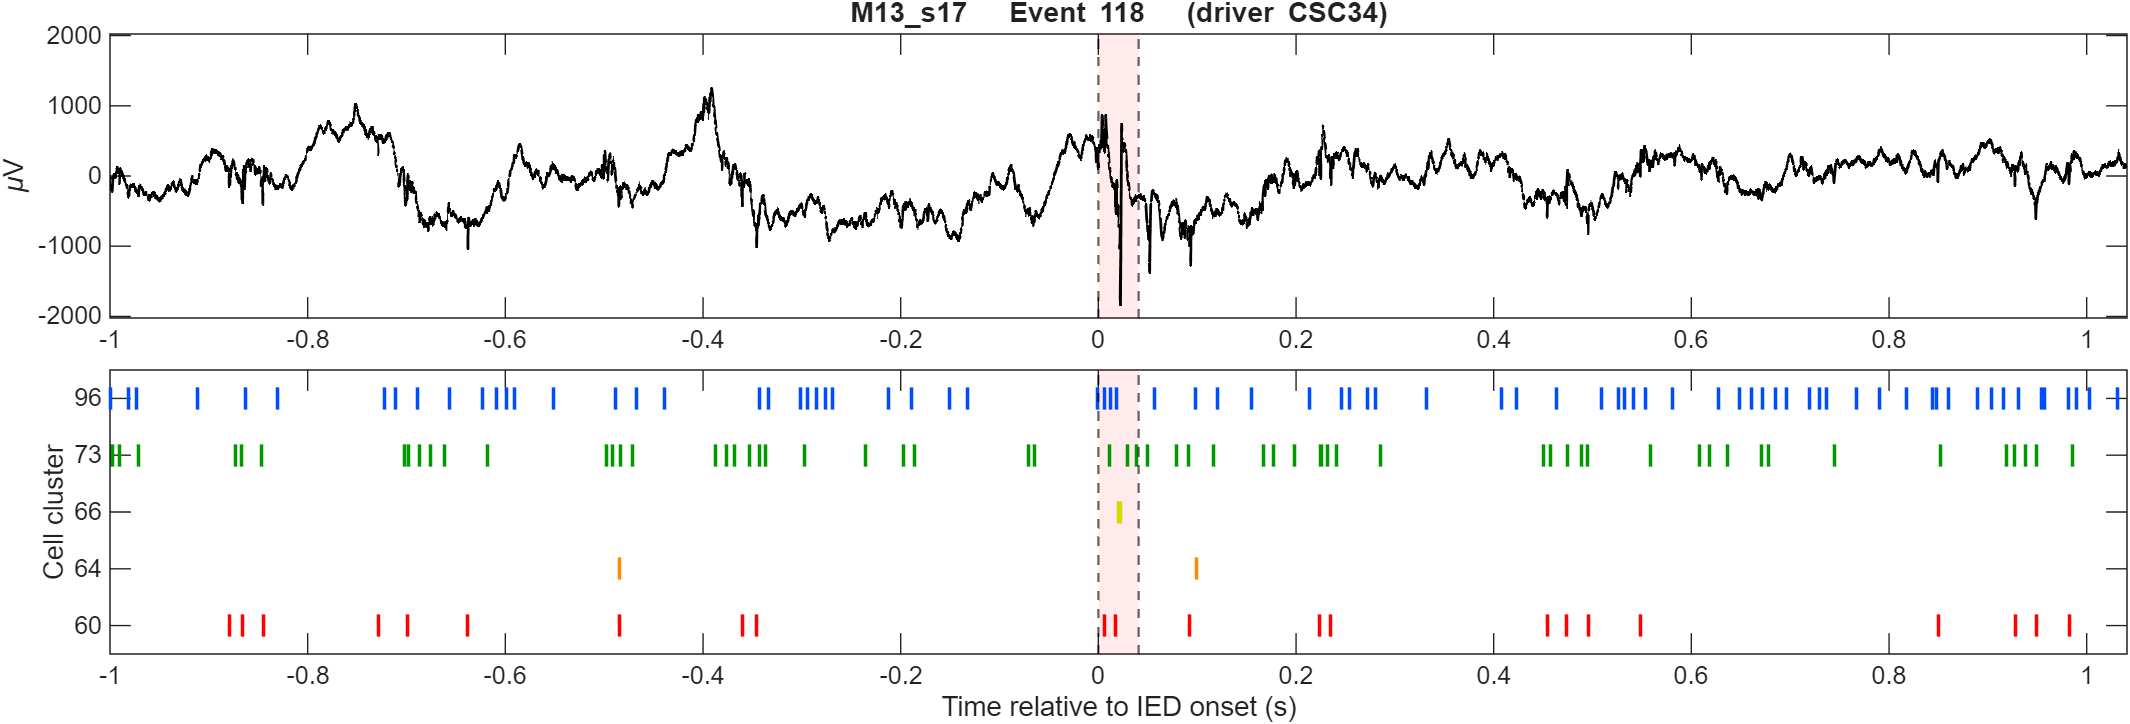 M13_s17 Event 118 (driver CSC34)
2000
1000
0
-1000
-2000
µV
-1 -0.8 -0.6 -0.4 -0.2 0 0.2 0.4 0.6 0.8 1
96
73
66
64
60
Cell cluster
-1 -0.8 -0.6 -0.4 -0.2 0 0.2 0.4 0.6 0.8 1
Time relative to IED onset (s)